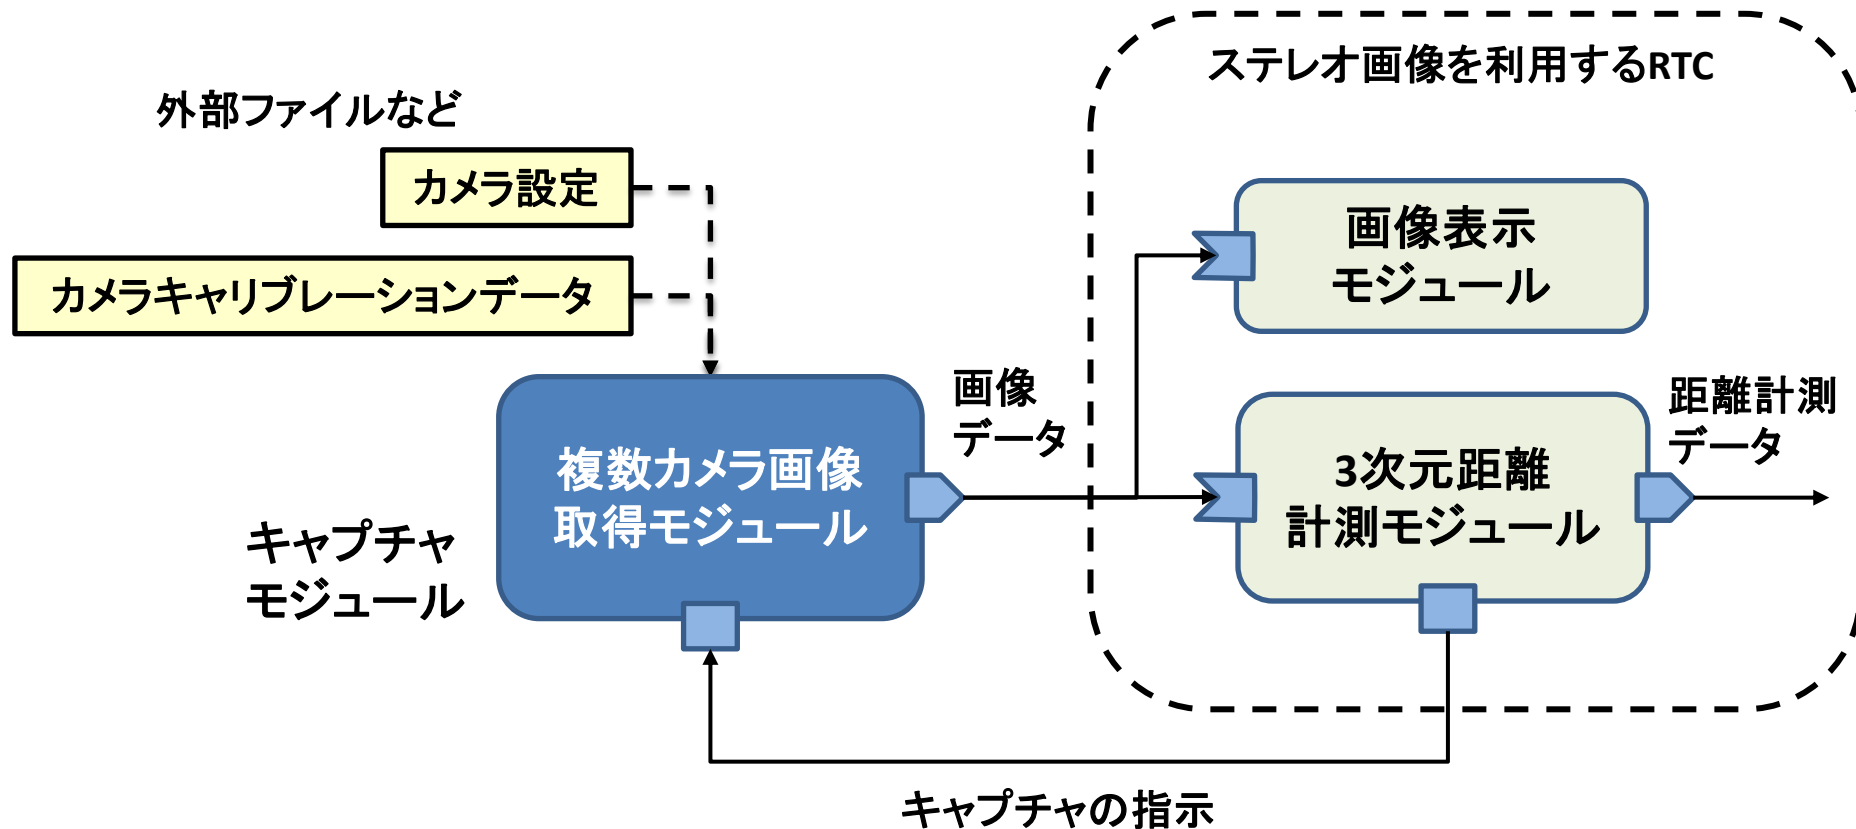 ステレオ画像を利用するRTC
外部ファイルなど
カメラ設定
カメラキャリブレーションデータ
画像表示
モジュール
画像
データ
距離計測
データ
複数カメラ画像
取得モジュール
3次元距離
計測モジュール
キャプチャ
モジュール
キャプチャの指示